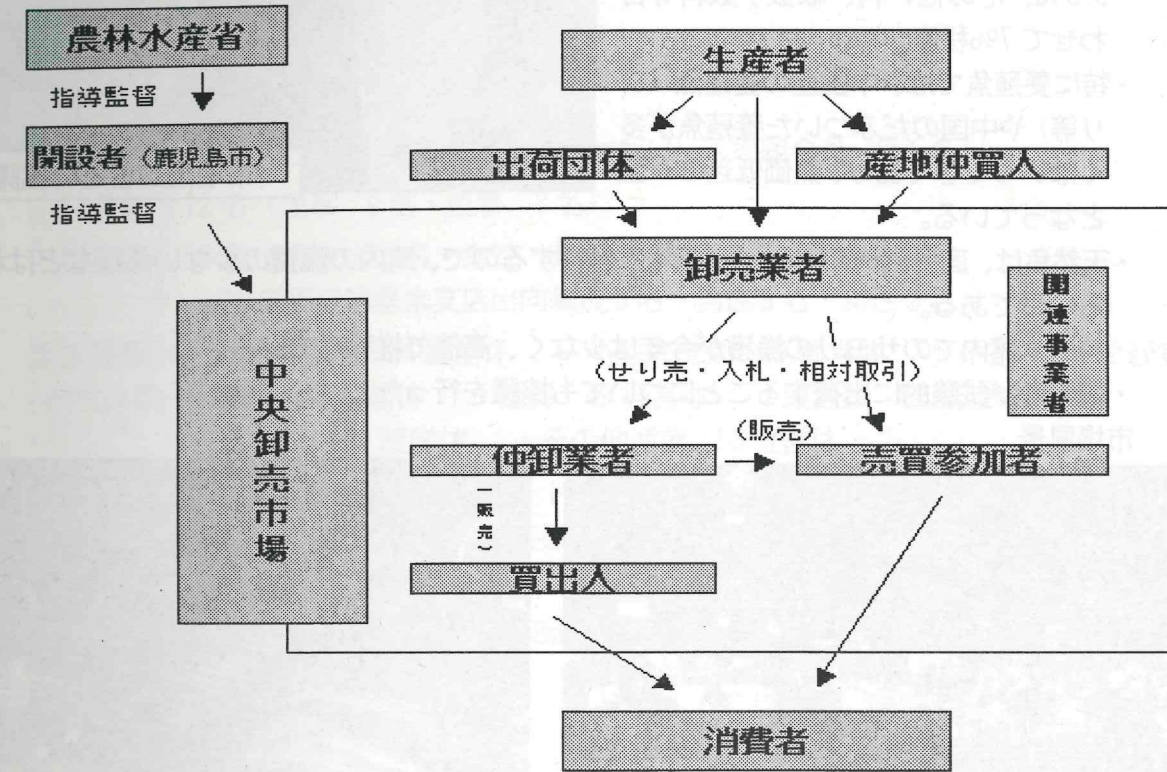 農林水産省
指導監督
開設者（鹿児島市）
指導監督
中央卸売市場
生産者
出荷団体
産地仲買人
卸売業者
関連事業者
（せり売・入札・相対取引）
仲卸業者
（販売）
売買参加者
（販売）
買出人
消費者